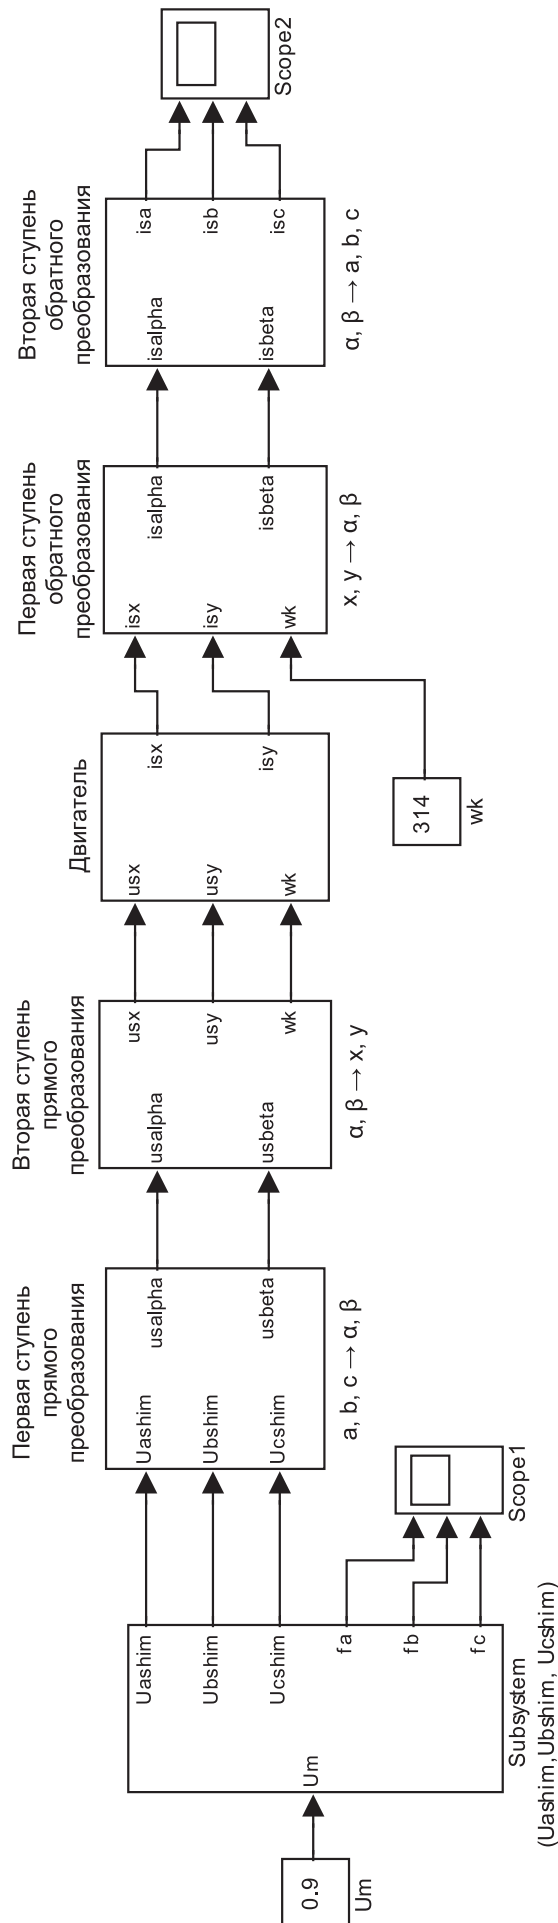 0.9
Um
Um
Uashim
Ubshim
Ucshim
fa
fb
fc
Subsystem
(Uashim,Ubshim, Ucshim)
Scope1
Первая ступень
прямого
преобразования
Uashim
Ubshim
Ucshim
usalpha
usbeta
a, b, c → α, β
Вторая ступень
прямого
преобразования
usalpha
usbeta
usx
usy
wk
α, β → x, y
Двигатель
usx
usy
wk
isx
isy
314
wk
Первая ступень
обратного
преобразования
isx
isy
wk
isalpha
isbeta
x, y → α, β
Вторая ступень
обратного
преобразования
isalpha
isbeta
isa
isb
isc
α, β → a, b, c
Scope2